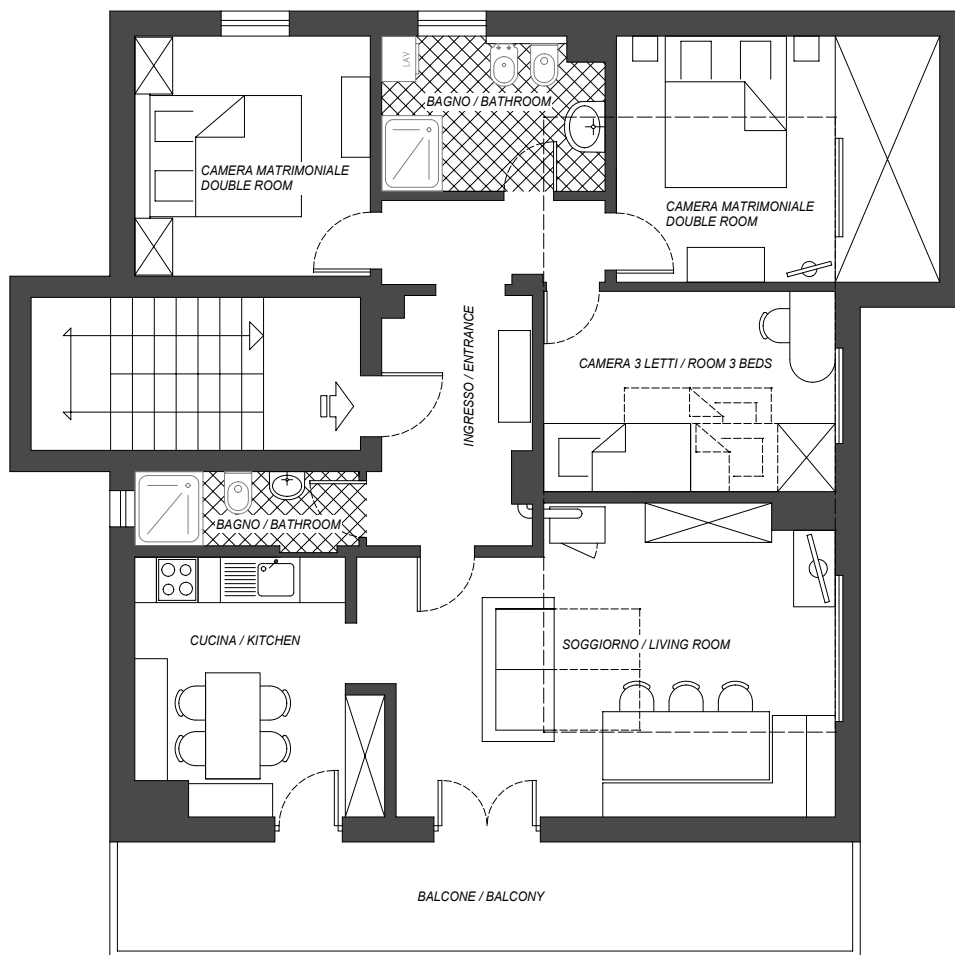 LAV
BAGNO / BATHROOM
CAMERA MATRIMONIALE
DOUBLE ROOM
CAMERA MATRIMONIALE
DOUBLE ROOM
INGRESSO / ENTRANCE
CAMERA 3 LETTI / ROOM 3 BEDS
BAGNO / BATHROOM
CUCINA / KITCHEN
SOGGIORNO / LIVING ROOM
BALCONE / BALCONY